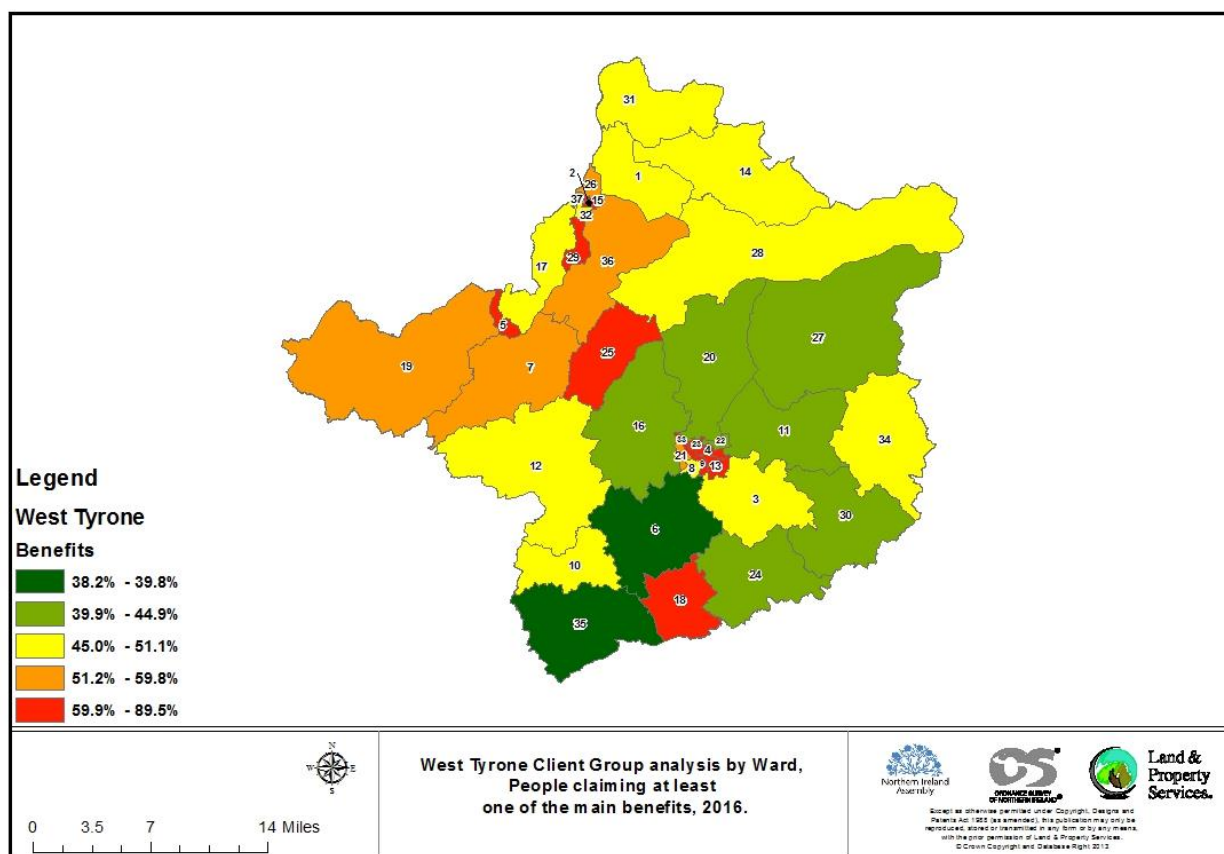 31
14
2
1
26
37
15
32
28
17
36
29
5
27
25
20
19
7
16
11
33
23
22
4
34
21
12
8
9
13
3
30
6
10
24
18
35
Legend
West Tyrone
Benefits
38.2% - 39.8%
39.9% - 44.9%
45.0% - 51.1%
51.2% - 59.8%
59.9% - 89.5%
N
W E
S
0 3.5 7 14 Miles
West Tyrone Client Group analysis by Ward,
People claiming at least
one of the main benefits, 2016.
Northern Ireland
Assembly
OS
ORDNANCE SURVEY
OF NORTHERN IRELAND
Land &
Property
Services.
Except as otherwise permitted under Copyright, Designs and
Patents Act 1988 (as amended), this publication may only be
reproduced, stored or transmitted in any form or by any means,
with the prior permission of Land & Property Services.
© Crown Copyright and Database Right 2013